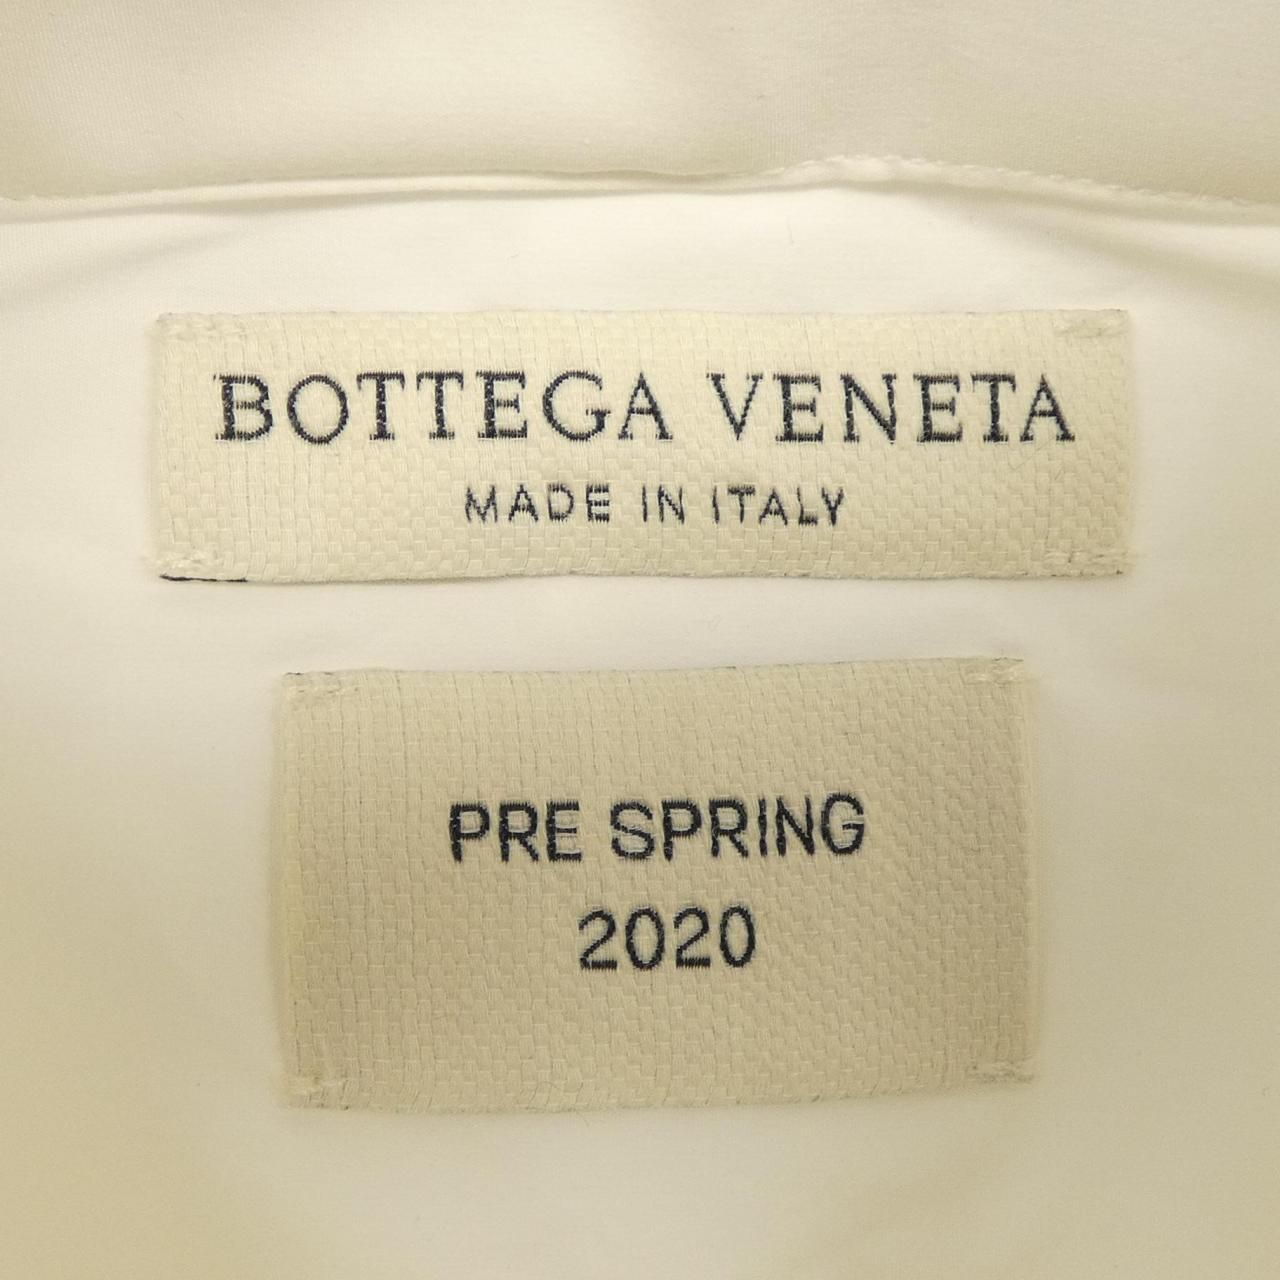 BOTTEGA VENETA
MADE IN ITALY
PRE SPRING
2020